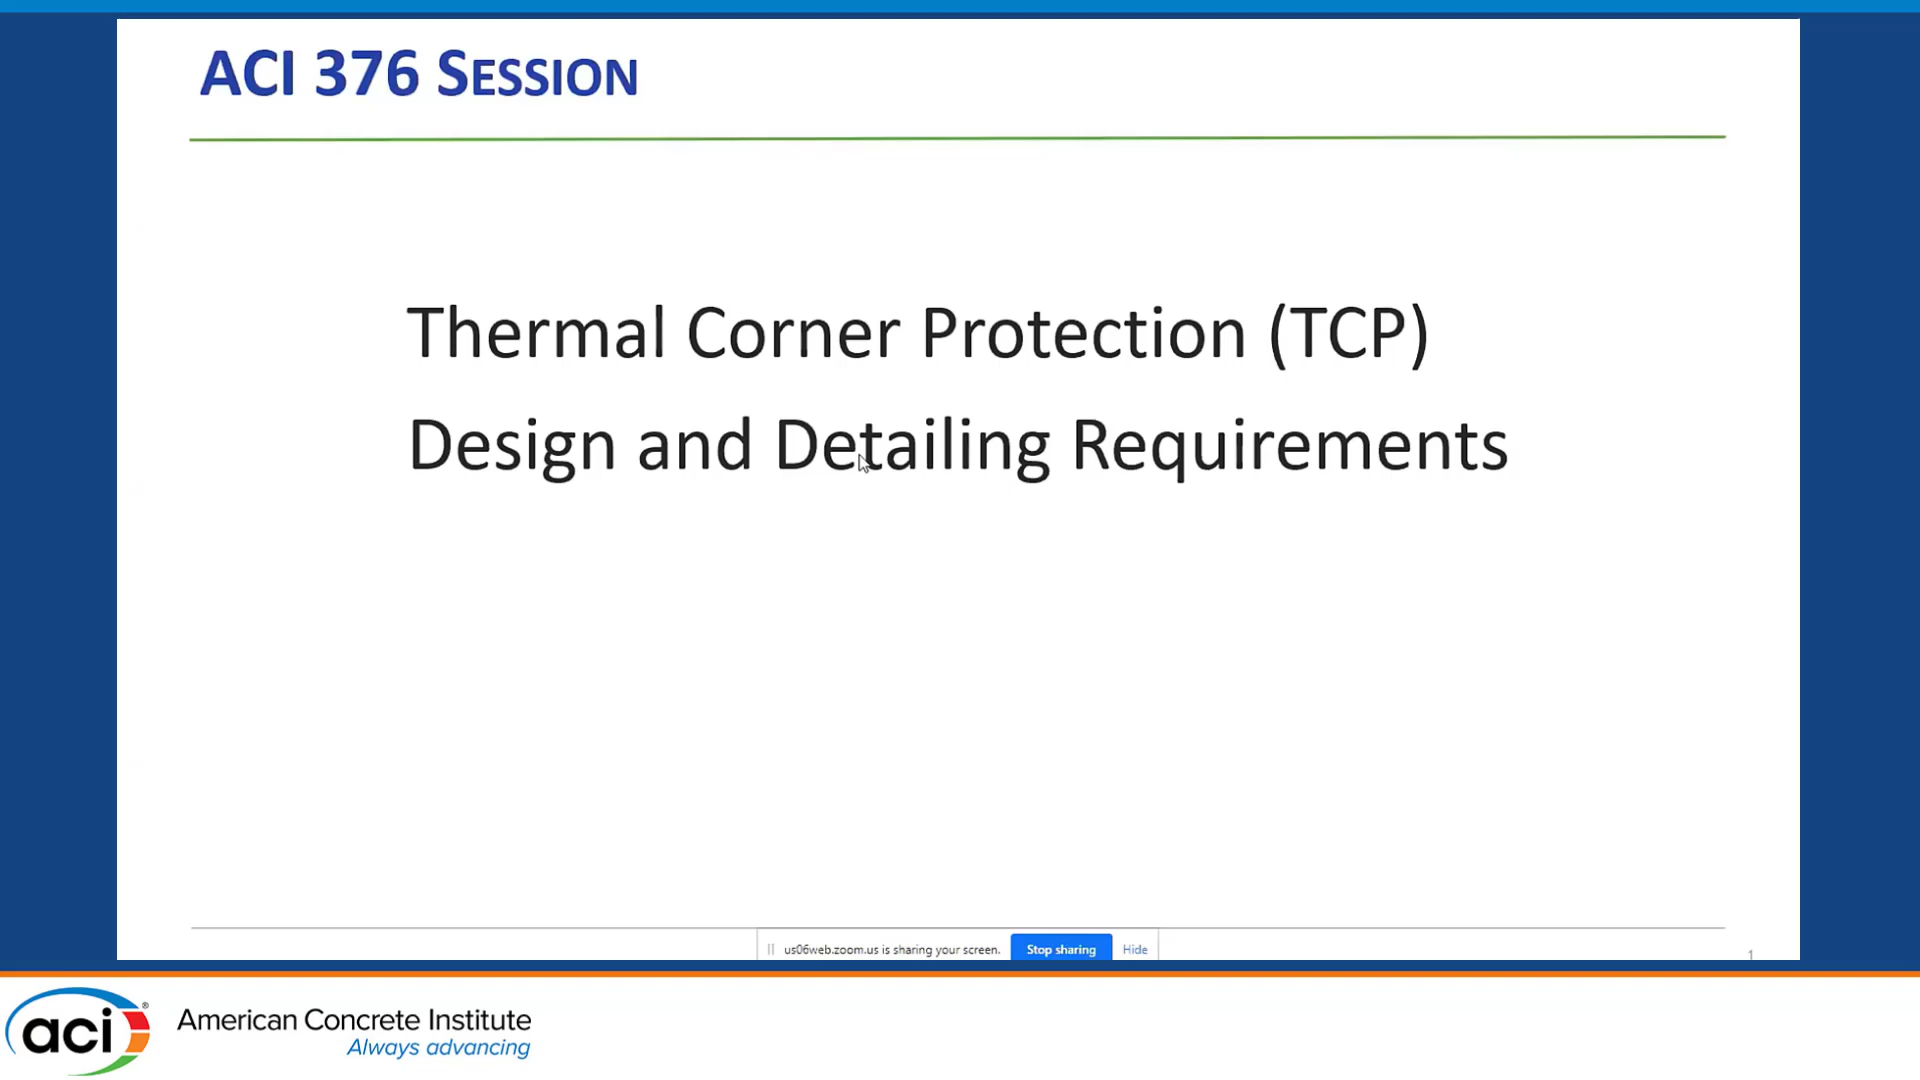 ACI 376 SESSION
Thermal Corner Protection (TCP)
Design and Detailing Requirements
us06web.zoom.us is sharing your screen. Stop sharing Hide
1
aci®
American Concrete Institute
Always advancing